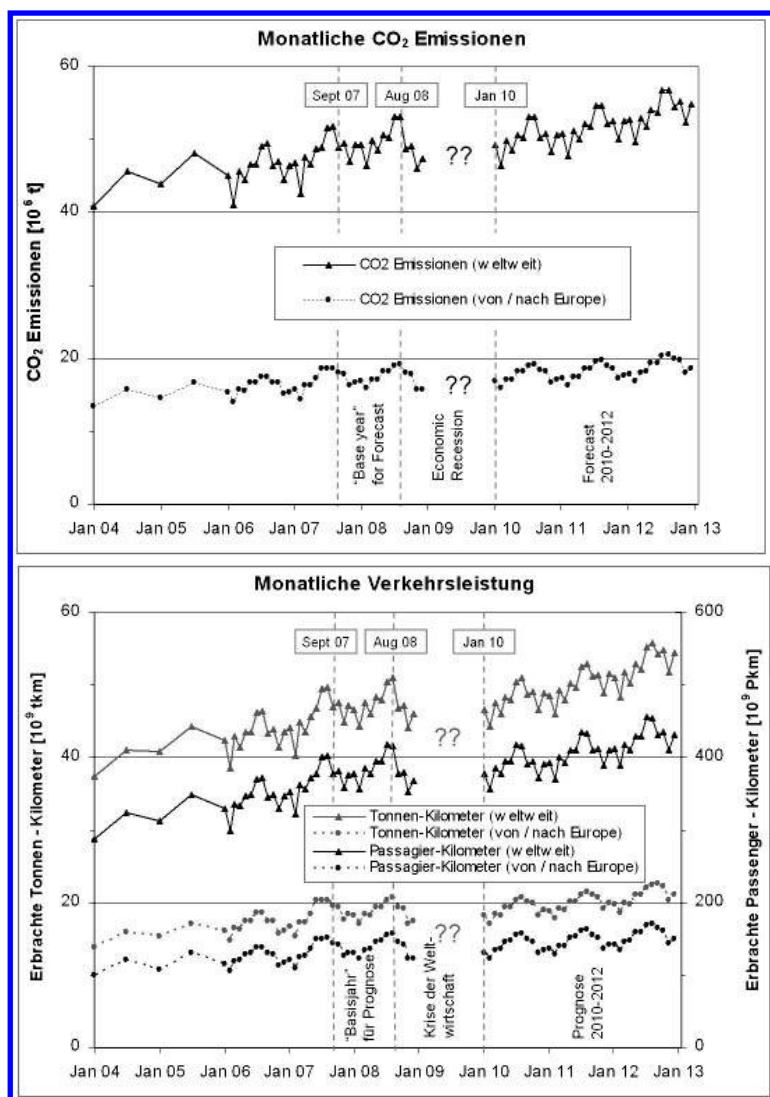 Monatliche CO₂ Emissionen
60
Sept 07
Aug 08
Jan 10
??
40
CO₂ Emissionen [10⁶ t]
CO2 Emissionen (weltweit)
CO2 Emissionen (von / nach Europe)
20
??
"Base year"
for Forecast
Economic
Recession
Forecast
2010-2012
0
Jan 04 Jan 05 Jan 06 Jan 07 Jan 08 Jan 09 Jan 10 Jan 11 Jan 12 Jan 13
Monatliche Verkehrsleistung
60 600
Sept 07
Aug 08
Jan 10
??
40 400
Erbrachte Tonnen - Kilometer [10⁹ tkm]
Erbrachte Passenger - Kilometer [10⁹ Pkm]
Tonnen-Kilometer (weltweit)
Tonnen-Kilometer (von / nach Europe)
Passagier-Kilometer (weltweit)
Passagier-Kilometer (von / nach Europe)
20 200
??
"Basisjahr"
für Prognose
Krise der Welt-
wirtschaft
Prognose
2010-2012
0 0
Jan 04 Jan 05 Jan 06 Jan 07 Jan 08 Jan 09 Jan 10 Jan 11 Jan 12 Jan 13